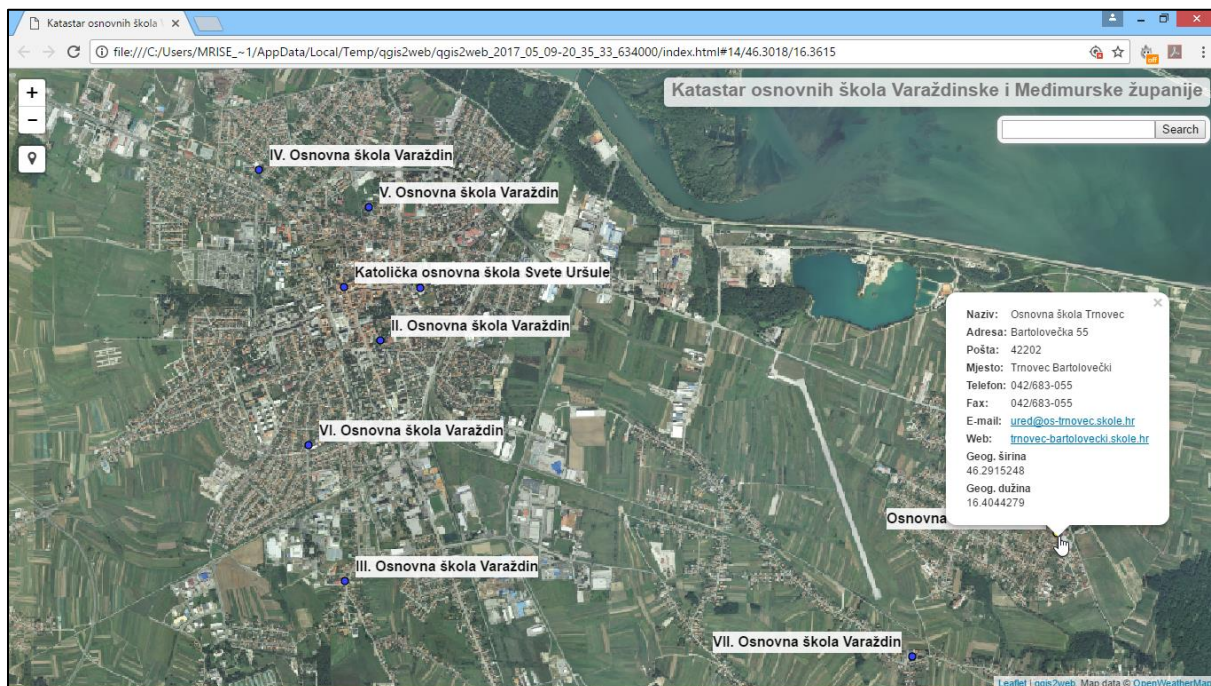 Katastar osnovnih škola V
file:///C:/Users/MRISE_~1/AppData/Local/Temp/qgis2web/qgis2web_2017_05_09-20_35_33_634000/index.html#14/46.3018/16.3615
off
+
−
Katastar osnovnih škola Varaždinske i Međimurske županije
Search
IV. Osnovna škola Varaždin
V. Osnovna škola Varaždin
Katolička osnovna škola Svete Uršule
II. Osnovna škola Varaždin
VI. Osnovna škola Varaždin
III. Osnovna škola Varaždin
VII. Osnovna škola Varaždin
Naziv: Osnovna škola Trnovec
Adresa: Bartolovečka 55
Pošta: 42202
Mjesto: Trnovec Bartolovečki
Telefon: 042/683-055
Fax: 042/683-055
E-mail: ured@os-trnovec.skole.hr
Web: trnovec-bartolovecki.skole.hr
Geog. širina
46.2915248
Geog. dužina
16.4044279
Osnovna
Leaflet | qgis2web. Map data © OpenWeatherMap